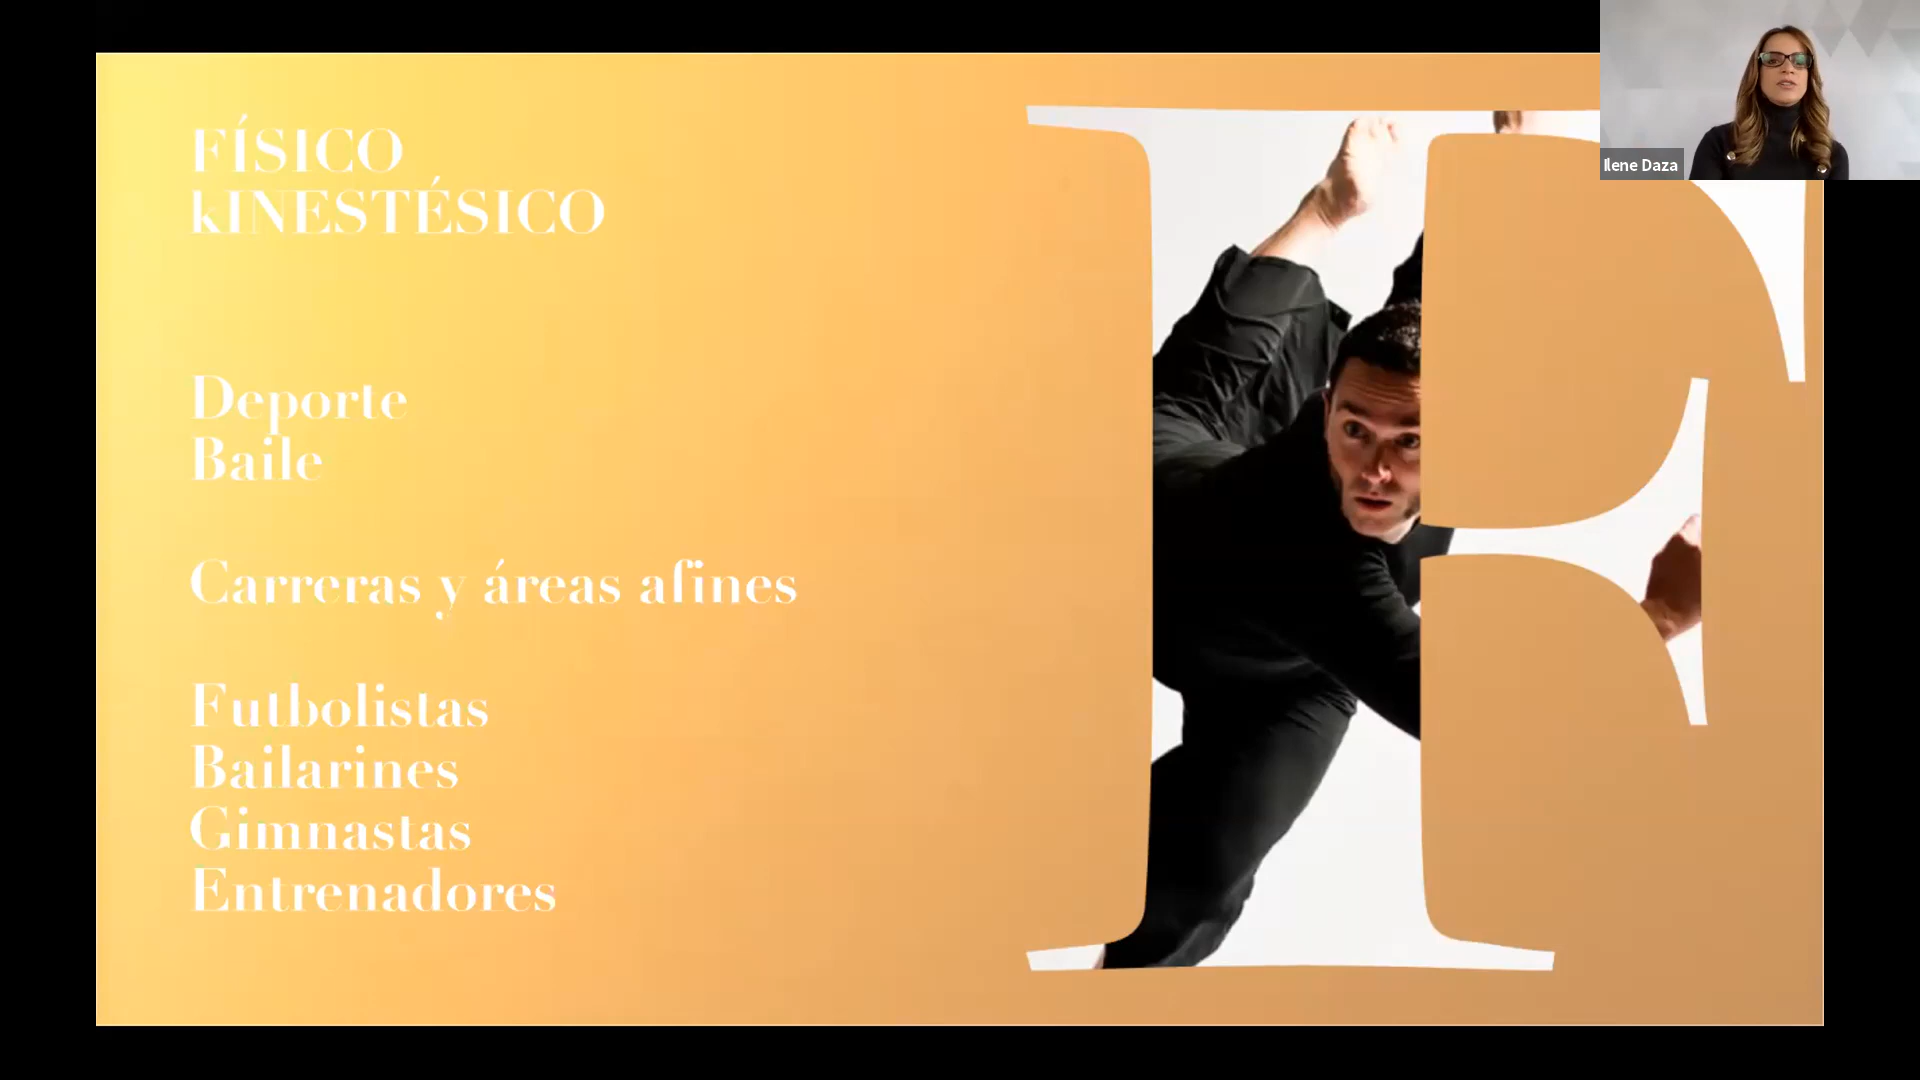 FÍSICO
kINESTÉSICO
Deporte
Baile
Carreras y áreas afines
Futbolistas
Bailarines
Gimnastas
Entrenadores
F
Ilene Daza